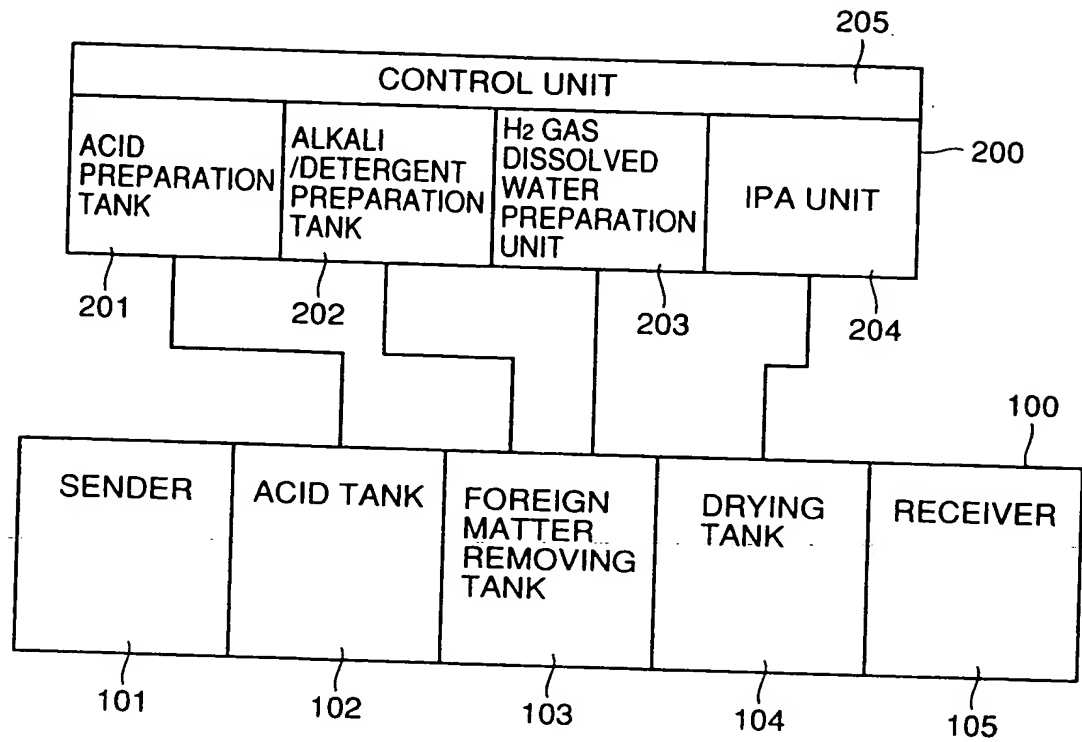 205
CONTROL UNIT
ACID
PREPARATION
TANK
ALKALI
/DETERGENT
PREPARATION
TANK
H2 GAS
DISSOLVED
WATER
PREPARATION
UNIT
IPA UNIT
200
201
202
203
204
100
SENDER
ACID TANK
FOREIGN
MATTER
REMOVING
TANK
DRYING
TANK
RECEIVER
101
102
103
104
105